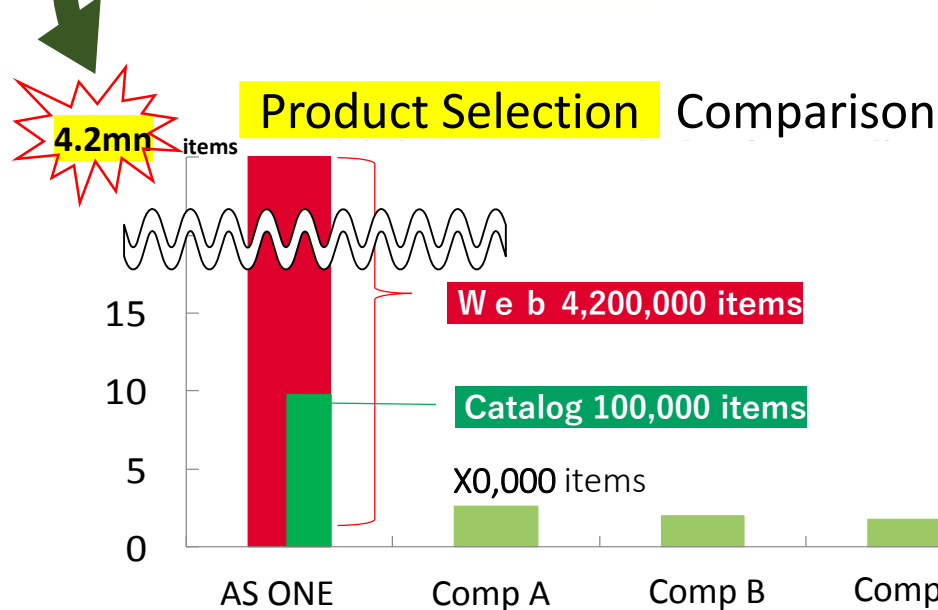 Product Selection Comparison
4.2mn
items
W e b 4,200,000 items
15
10
Catalog 100,000 items
5
X0,000 items
0
AS ONE
Comp A
Comp B
Comp